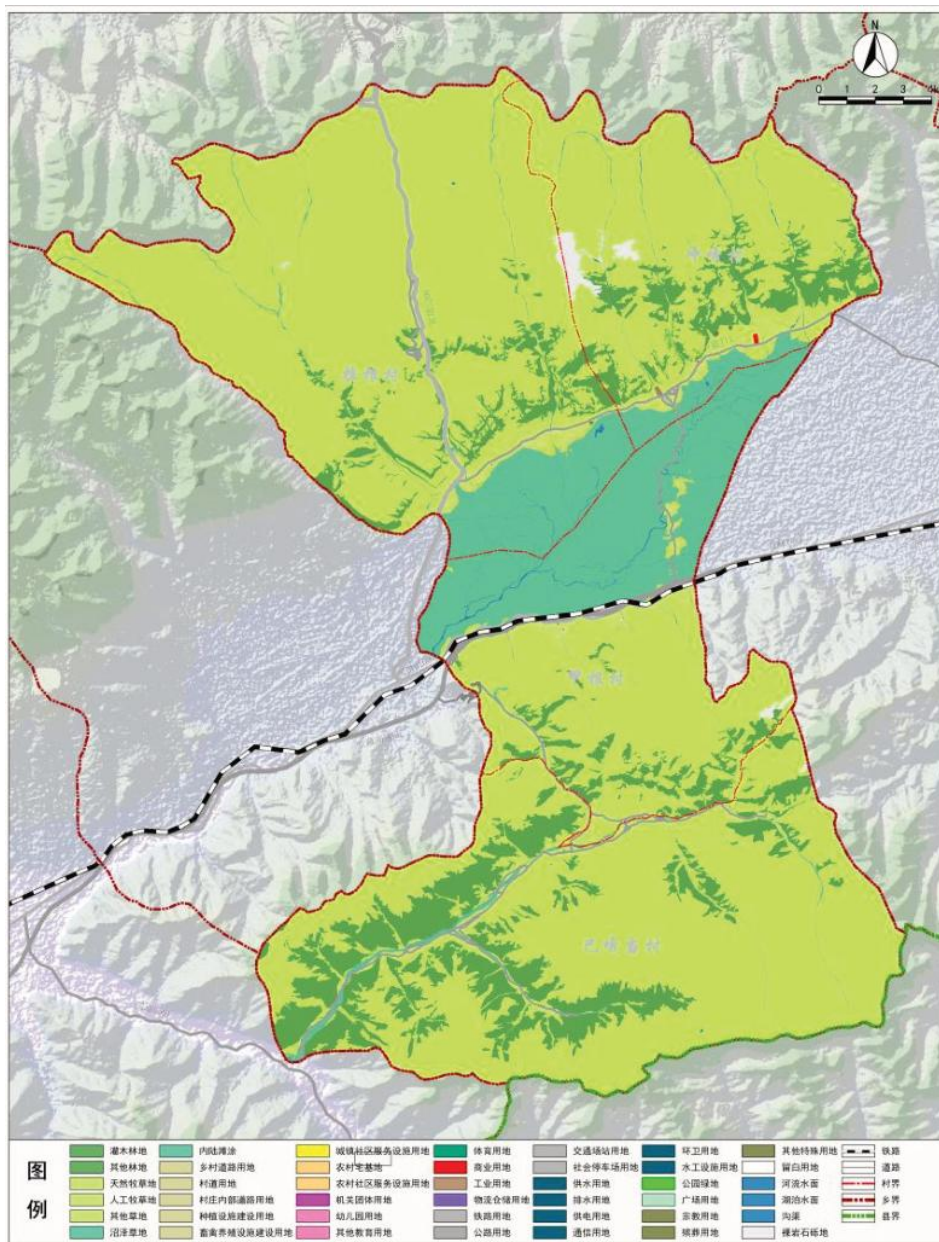 N
0 1 2 3 4k
甲根村
巴嘎当村
图
例
灌木林地 内陆滩涂 城镇社区服务设施用地 体育用地 交通场站用地 环卫用地 其他特殊用地 铁路
其他林地 乡村道路用地 农村宅基地 商业用地 社会停车场用地 水工设施用地 留白用地 道路
天然牧草地 村道用地 农村社区服务设施用地 工业用地 供水用地 公园绿地 河流水面 村界
人工牧草地 村庄内部道路用地 机关团体用地 物流仓储用地 排水用地 广场用地 湖泊水面 乡界
其他草地 种植设施建设用地 幼儿园用地 铁路用地 供电用地 宗教用地 沟渠 县界
沼泽草地 畜禽养殖设施建设用地 其他教育用地 公路用地 通信用地 殡葬用地 裸岩石砾地